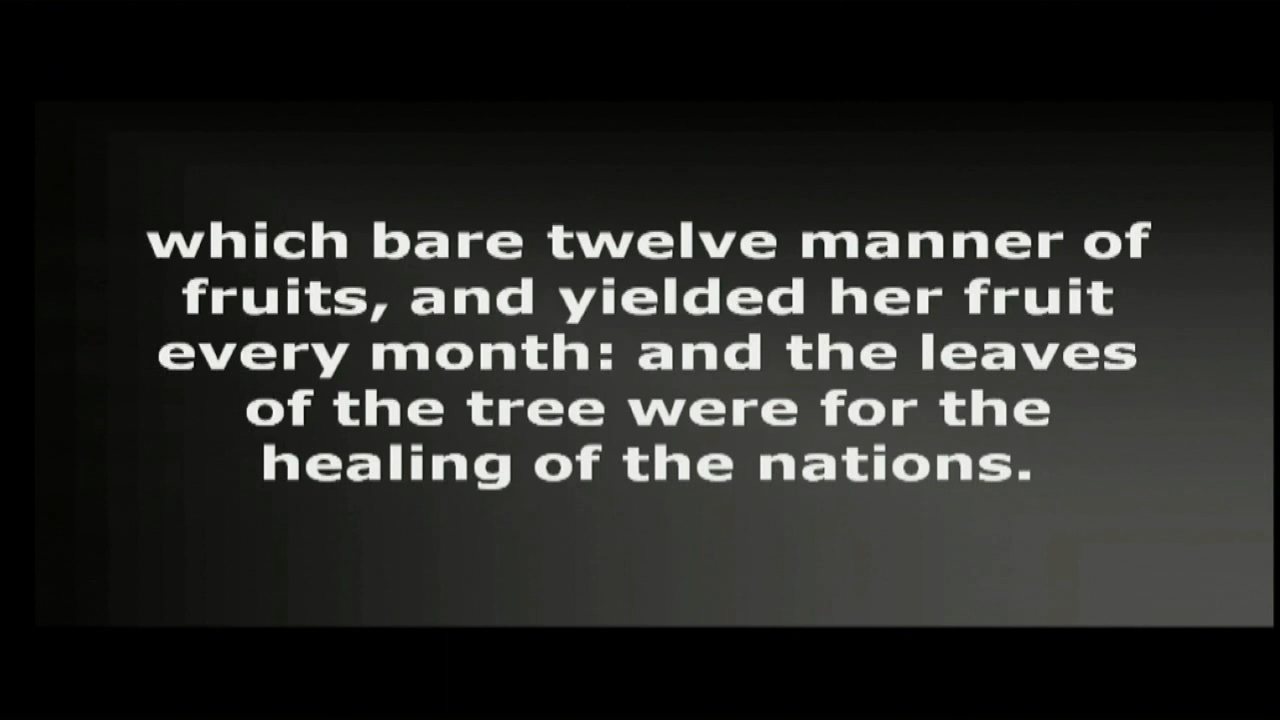 which bare twelve manner of
fruits, and yielded her fruit
every month: and the leaves
of the tree were for the
healing of the nations.